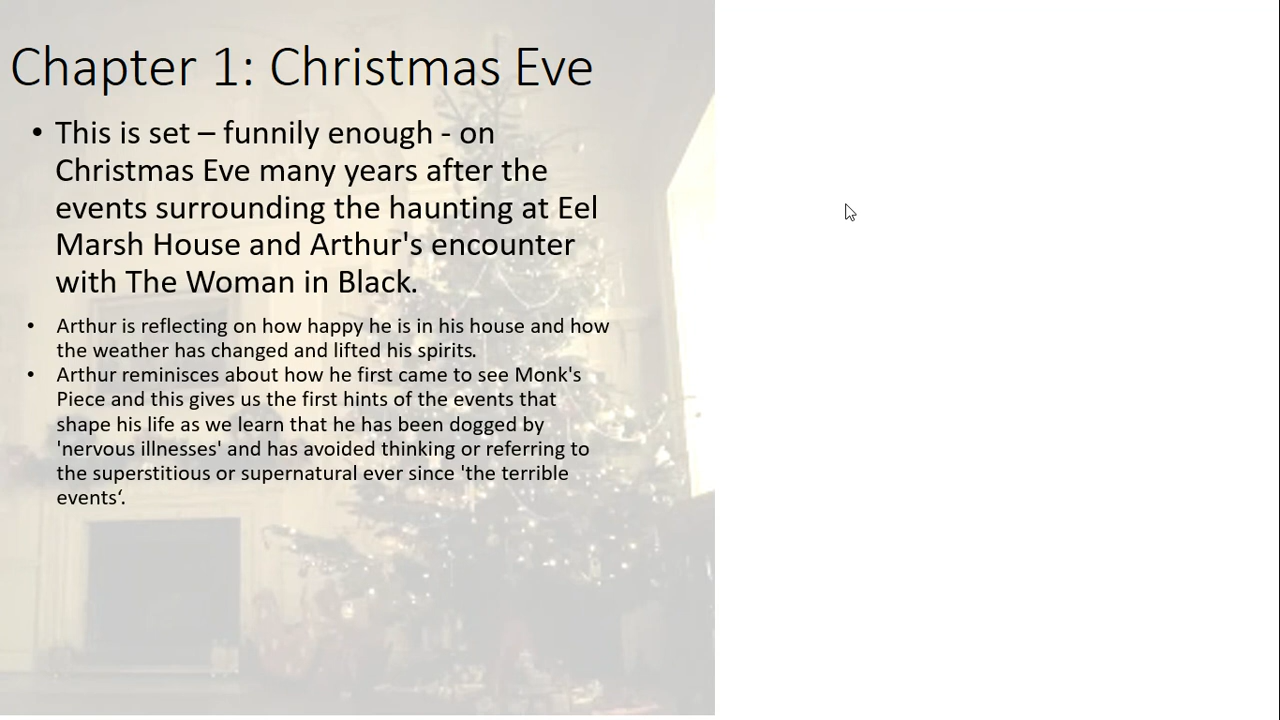 Chapter 1: Christmas Eve
• This is set – funnily enough - on
Christmas Eve many years after the
events surrounding the haunting at Eel
Marsh House and Arthur's encounter
with The Woman in Black.
• Arthur is reflecting on how happy he is in his house and how
the weather has changed and lifted his spirits.
• Arthur reminisces about how he first came to see Monk's
Piece and this gives us the first hints of the events that
shape his life as we learn that he has been dogged by
'nervous illnesses' and has avoided thinking or referring to
the superstitious or supernatural ever since 'the terrible
events‘.